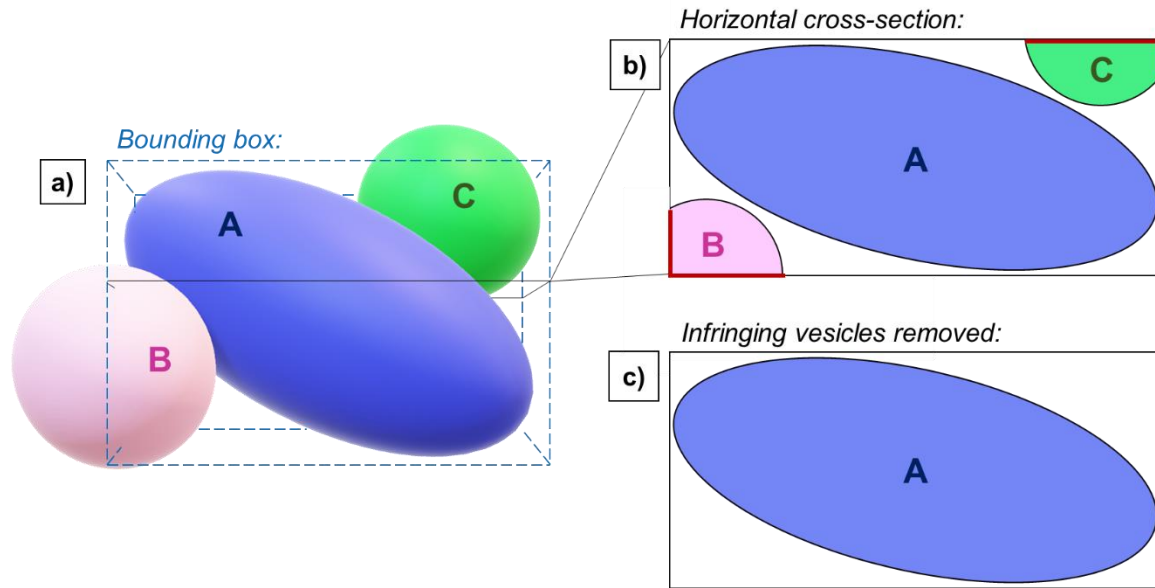 Bounding box:
a)
A
B
C
Horizontal cross-section:
b)
A
B
C
Infringing vesicles removed:
c)
A